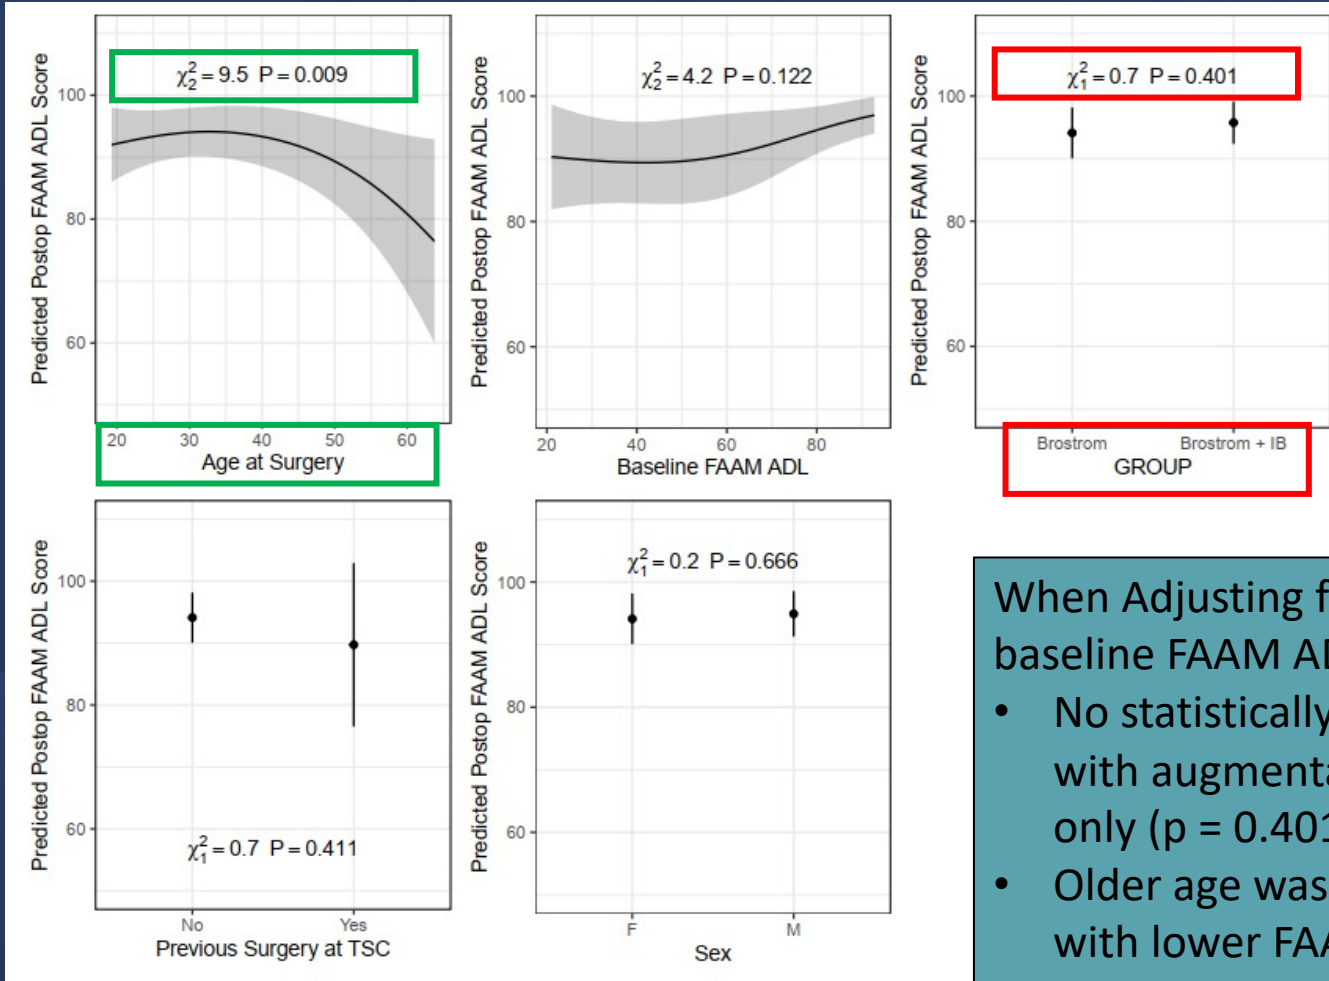 χ²₂ = 9.5 P = 0.009
Predicted Postop FAAM ADL Score
100
80
60
20 30 40 50 60
Age at Surgery
χ²₂ = 4.2 P = 0.122
Predicted Postop FAAM ADL Score
100
80
60
20 40 60 80
Baseline FAAM ADL
χ²₁ = 0.7 P = 0.401
Predicted Postop FAAM ADL Score
100
80
60
Brostrom Brostrom + IB
GROUP
Predicted Postop FAAM ADL Score
100
80
60
χ²₁ = 0.7 P = 0.411
No Yes
Previous Surgery at TSC
χ²₁ = 0.2 P = 0.666
Predicted Postop FAAM ADL Score
100
80
60
F M
Sex
When Adjusting
baseline FAAM
• No statistically
with
only (p = 0.401
• Older age was
with lower